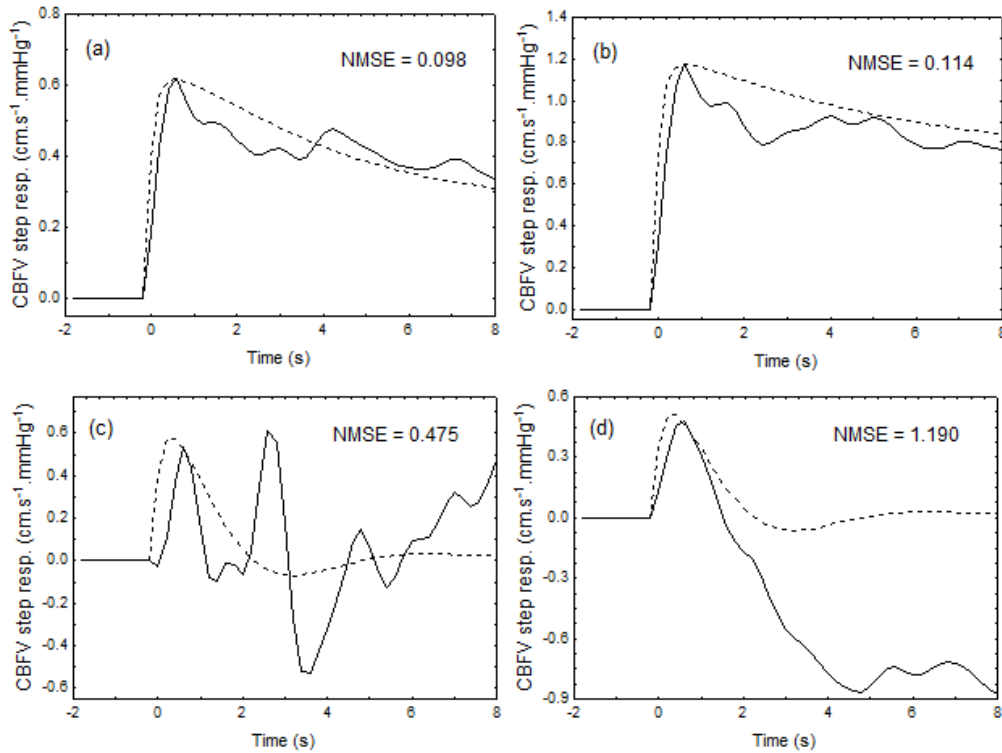 (a)
NMSE = 0.098
CBFV step resp. (cm.s⁻¹.mmHg⁻¹)
0.8
0.6
0.4
0.2
0.0
-2 0 2 4 6 8
Time (s)
(b)
NMSE = 0.114
CBFV step resp. (cm.s⁻¹.mmHg⁻¹)
1.4
1.2
1.0
0.8
0.6
0.4
0.2
0.0
-2 0 2 4 6 8
Time (s)
(c)
NMSE = 0.475
CBFV step resp. (cm.s⁻¹.mmHg⁻¹)
0.6
0.4
0.2
0.0
-0.2
-0.4
-0.6
-2 0 2 4 6 8
Time (s)
(d)
NMSE = 1.190
CBFV step resp. (cm.s⁻¹.mmHg⁻¹)
0.6
0.3
0.0
-0.3
-0.6
-0.9
-2 0 2 4 6 8
Time (s)